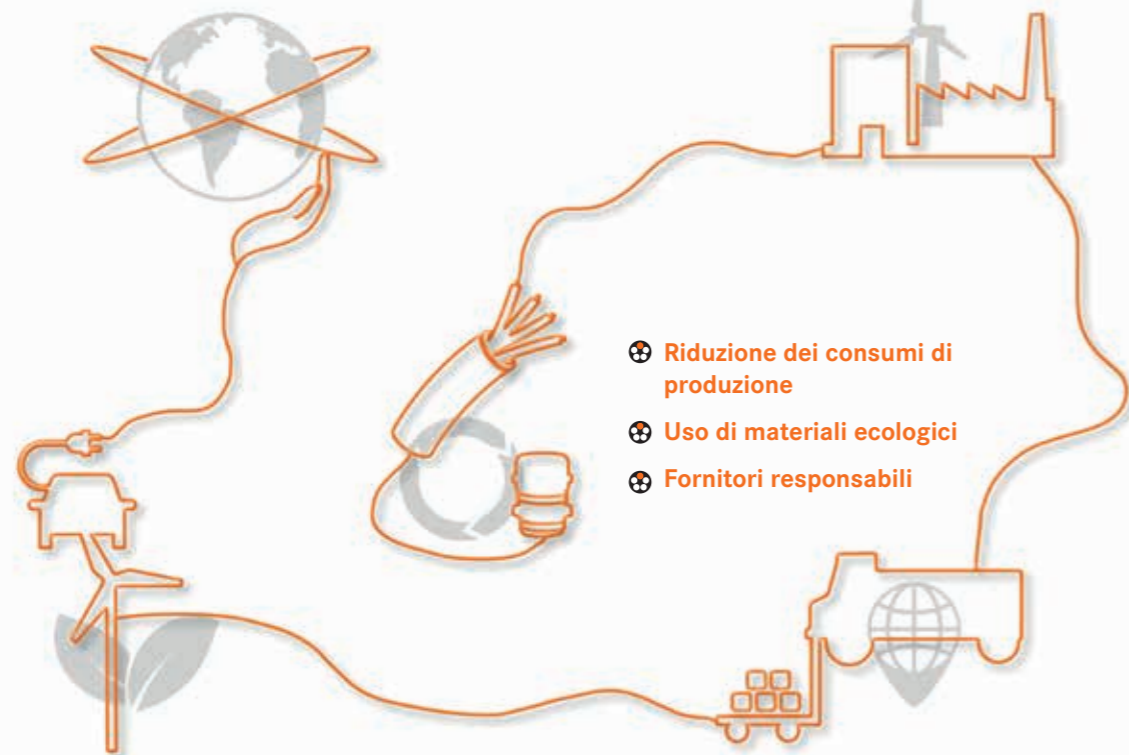 Riduzione dei consumi di
produzione
Uso di materiali ecologici
Fornitori responsabili